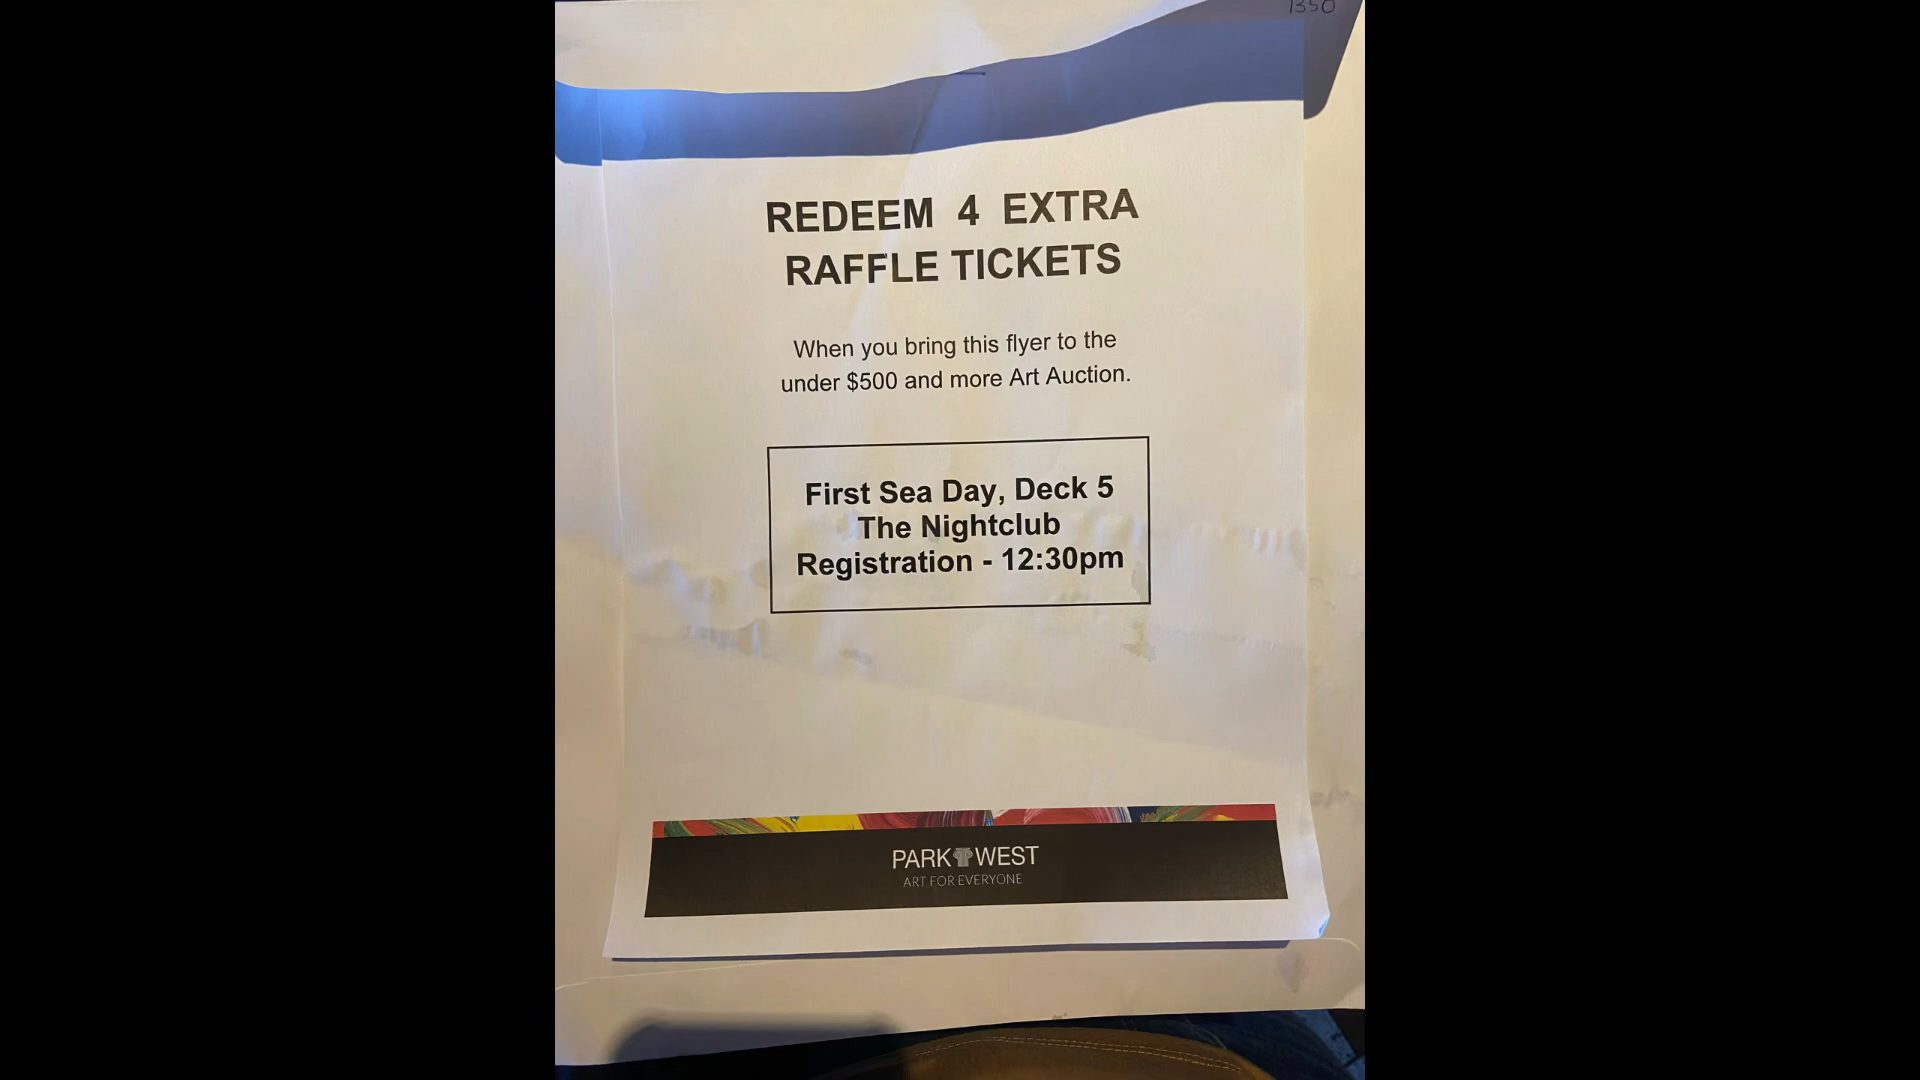 1350
REDEEM 4 EXTRA
RAFFLE TICKETS
When you bring this flyer to the
under $500 and more Art Auction.
First Sea Day, Deck 5
The Nightclub
Registration - 12:30pm
PARK WEST
ART FOR EVERYONE